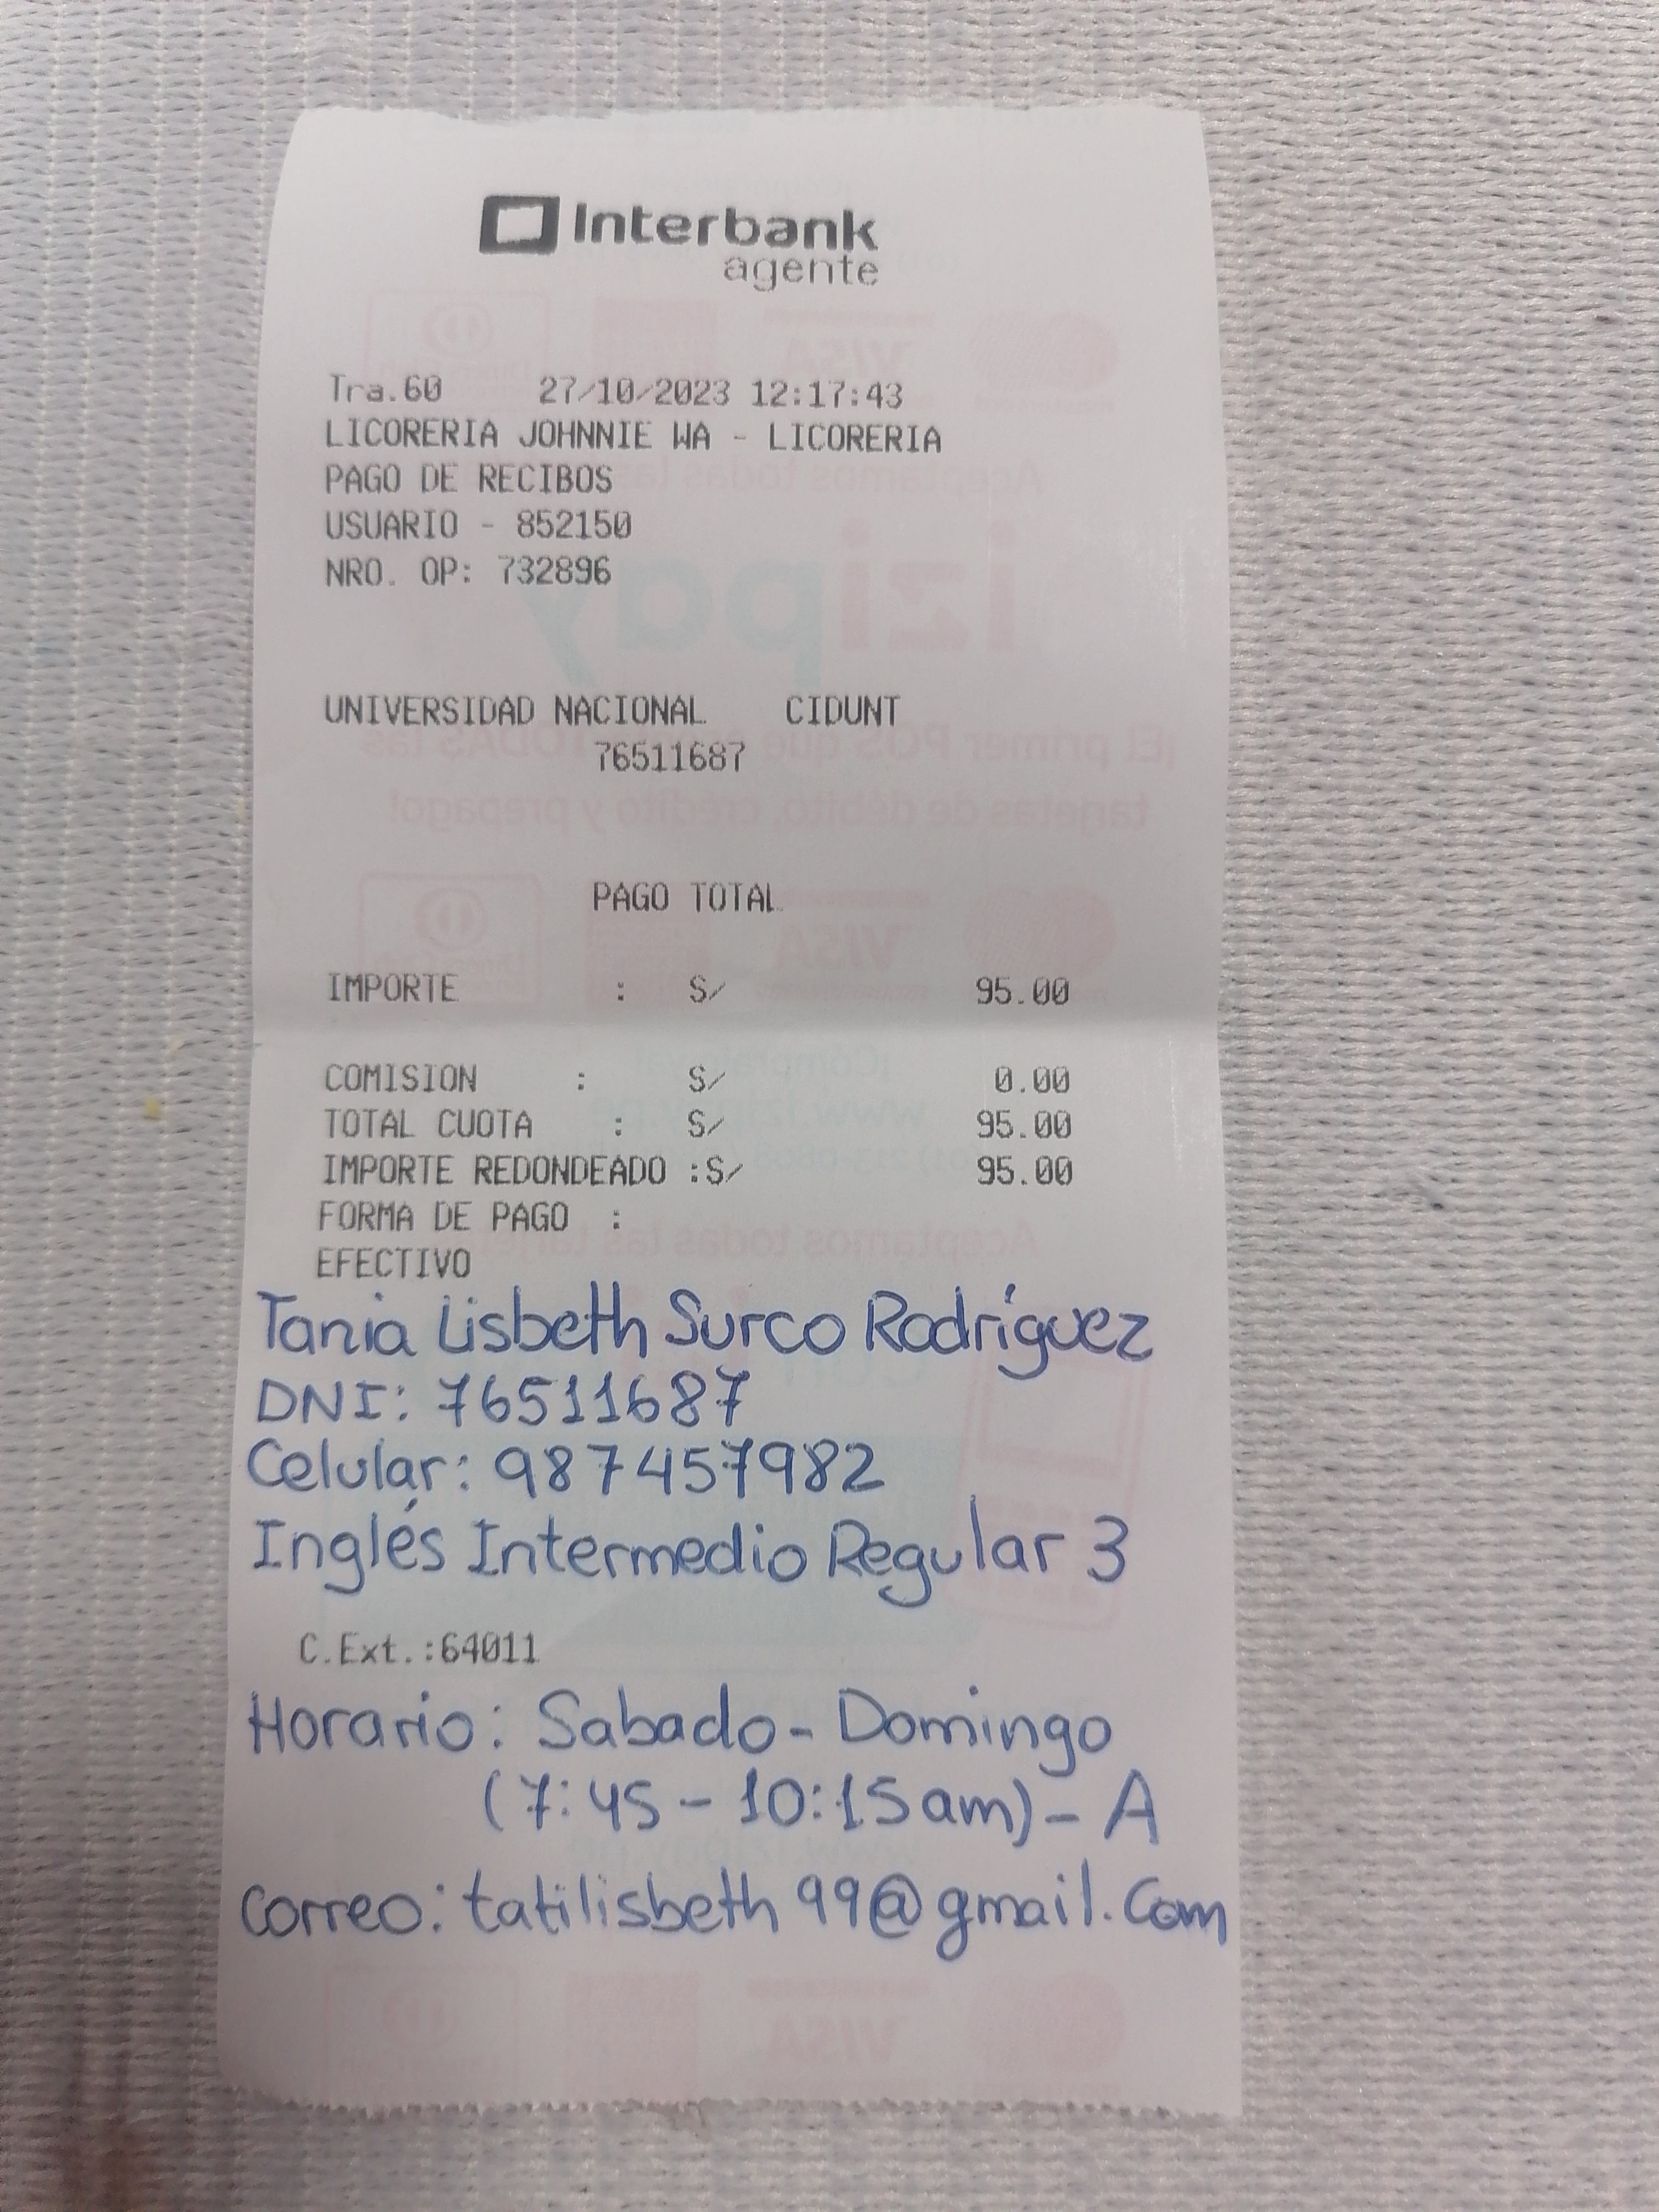 Interbank
agente
Tra.60 27/10/2023 12:17:43
LICORERIA JOHNNIE WA - LICORERIA
PAGO DE RECIBOS
USUARIO - 852150
NRO. OP: 732896
UNIVERSIDAD NACIONAL CIDUNT
76511687
PAGO TOTAL
IMPORTE : S/ 95.00
COMISION : S/ 0.00
TOTAL CUOTA : S/ 95.00
IMPORTE REDONDEADO :S/ 95.00
FORMA DE PAGO :
EFECTIVO
Tania Lisbeth Surco Rodríguez
DNI: 76511687
Celular: 987457982
Inglés Intermedio Regular 3
C.Ext.:64011
Horario: Sabado - Domingo
(7:45 - 10:15 am) - A
Correo: tatilisbeth99@gmail.com